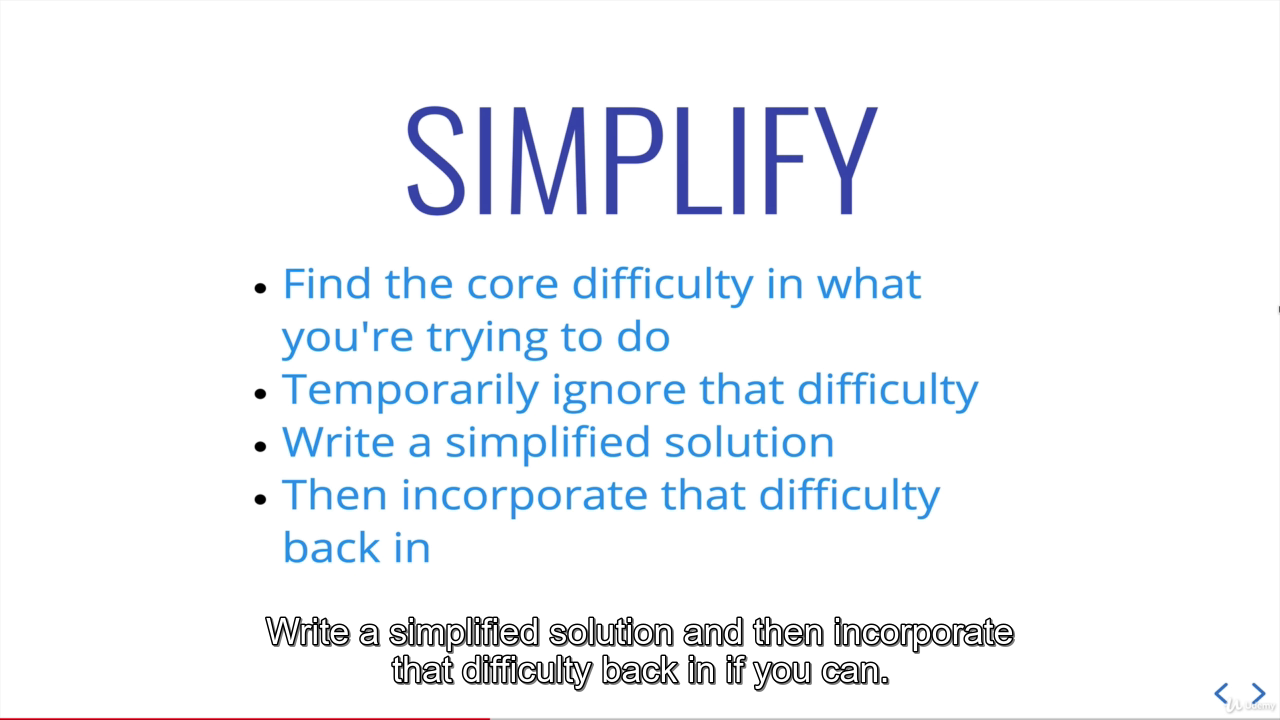 SIMPLIFY
• Find the core difficulty in what
you're trying to do
• Temporarily ignore that difficulty
• Write a simplified solution
• Then incorporate that difficulty
back in
Write a simplified solution and then incorporate
that difficulty back in if you can.
Udemy